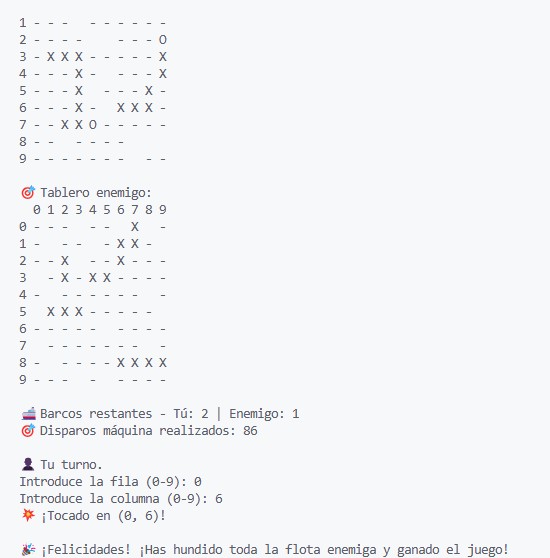 1 - - -   - - - - - -
2 - - - -     - - - O
3 - X X X - - - - - X
4 - - - X - - - - - X
5 - - - X - - - - X -
6 - - - X -   X X X -
7 - - X X O - - - - -
8 - -   - - - -
9 - - - - - - -   - -
🎯 Tablero enemigo:
  0 1 2 3 4 5 6 7 8 9
0 - - -   - -   X   -
1 - - - -   - X X -
2 - - X   - - X - - -
3   - X - X X - - - -
4 -   - - - - - -   -
5   X X X - - - - -
6 - - - - - - - - - -
7     - - - - - -   -
8 -   - - - - X X X X
9 - - -   -   - - - -
🚢 Barcos restantes - Tú: 2 | Enemigo: 1
🎯 Disparos máquina realizados: 86
👤 Tu turno.
Introduce la fila (0-9): 0
Introduce la columna (0-9): 6
💥 ¡Tocado en (0, 6)!
🎉 ¡Felicidades! ¡Has hundido toda la flota enemiga y ganado el juego!